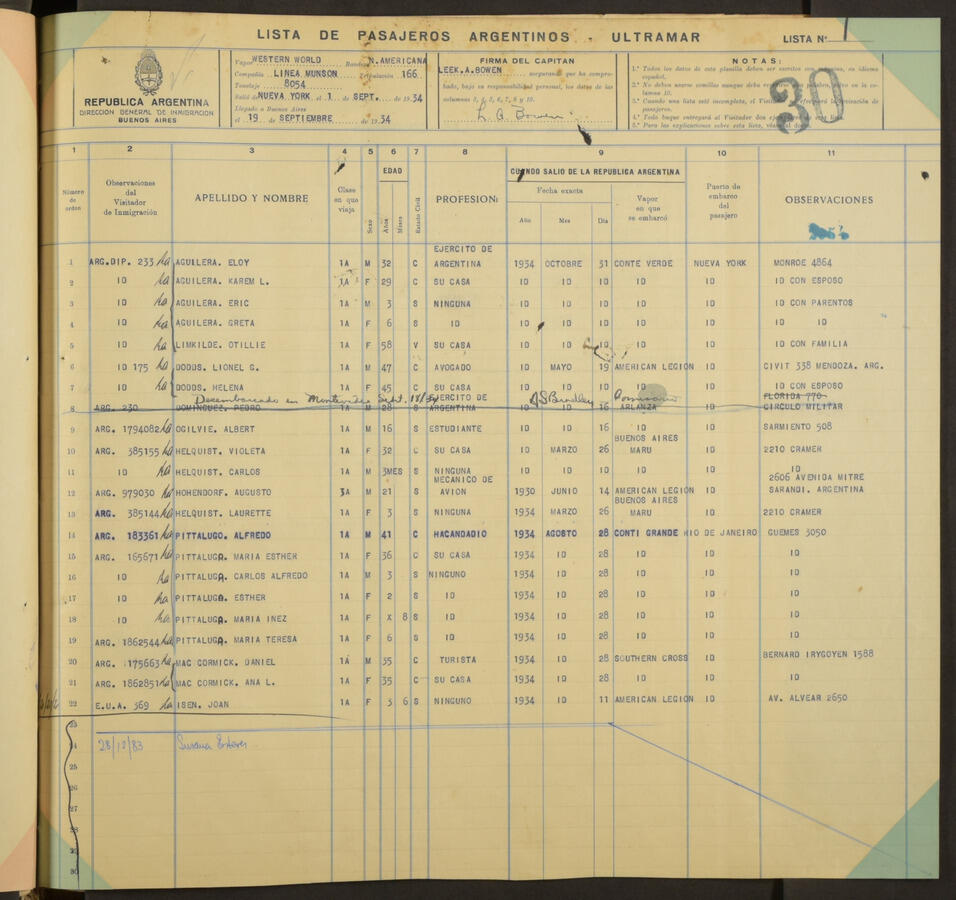 LISTA DE PASAJEROS ARGENTINOS - ULTRAMAR
LISTA N° 1
REPUBLICA ARGENTINA
DIRECCION GENERAL DE INMIGRACION
BUENOS AIRES
Vapor WESTERN WORLD Bandera N. AMERICANA
Compañia LINEA MUNSON Tripulación 166
Tonelaje 8054
Salió de NUEVA YORK el 1 SEPT. de 1934
Llegado a Buenos Aires
el 19 de SEPTIEMBRE de 1934
FIRMA DEL CAPITAN
LEEK.A.BOWEN aseguranão que ha comprobado, bajo su responsabilidad personal, los datos de las
columnas 3, 4, 5, 6, 7, 8 y 10.
L. A. Bowen
NOTAS:
30
1 2 3 4 5 6 7 8 9 10 11
Número de orden
Observaciones del Visitador de Inmigración
APELLIDO Y NOMBRE
Clase en que viaja
Sexo
EDAD
Años
Meses
Estado Civil
PROFESION:
CUANDO SALIO DE LA REPUBLICA ARGENTINA
Fecha exacta
Año Mes Dia
Vapor en que se embarcó
Puerto de embarco del pasajero
OBSERVACIONES
1 ARG.DIP. 233 AGUILERA. ELOY 1A M 32 C EJERCITO DE ARGENTINA 1934 OCTOBRE 31 CONTE VERDE NUEVA YORK MONROE 4864
2 ID AGUILERA. KAREM L. 1A F 29 C SU CASA ID ID ID ID ID ID CON ESPOSO
3 ID AGUILERA. ERIC 1A M 3 S NINGUNA ID ID ID ID ID ID CON PARENTOS
4 ID AGUILERA. GRETA 1A F 6 S ID ID ID ID ID ID ID ID
5 ID LIMKILDE. OTILLIE 1A F 58 V SU CASA ID ID ID ID ID ID CON FAMILIA
6 ID 175 DODDS. LIONEL G. 1A M 47 C AVOGADO ID MAYO 19 AMERICAN LEGION ID CIVIT 338 MENDOZA. ARG.
7 ID DODDS. HELENA 1A F 45 C SU CASA ID ID ID ID ID ID CON ESPOSO
Desembarcado en Montevideo Sept. 18/34
8 ARG. 230 DOMINGUEZ. PEDRO 1A M 28 C EJERCITO DE ARGENTINA ID ID 16 ARLANZA ID FLORIDA 770 CIRCULO MILITAR
9 ARG. 1794082 OGILVIE. ALBERT 1A M 16 S ESTUDIANTE ID ID 16 ID ID SARMIENTO 508
10 ARG. 385155 HELQUIST. VIOLETA 1A F 32 C SU CASA ID MARZO 26 BUENOS AIRES MARU ID 2210 CRAMER
11 ID HELQUIST. CARLOS 1A M 3MES S NINGUNA ID ID ID ID ID ID
12 ARG. 979030 HOHENDORF. AUGUSTO 3A M 21 S MECANICO DE AVION 1930 JUNIO 14 AMERICAN LEGION ID 2606 AVENIDA MITRE SARANDI. ARGENTINA
13 ARG. 385144 HELQUIST. LAURETTE 1A F 3 S NINGUNA 1934 MARZO 26 BUENOS AIRES MARU ID 2210 CRAMER
14 ARG. 183361 PITTALUGO. ALFREDO 1A M 41 C HACANDADIO 1934 AGOSTO 28 CONTI GRANDE RIO DE JANEIRO GUEMES 3050
15 ARG. 165671 PITTALUGA. MARIA ESTHER 1A F 36 C SU CASA 1934 ID 28 ID ID ID
16 ID PITTALUGA. CARLOS ALFREDO 1A M 3 S NINGUNO 1934 ID 28 ID ID ID
17 ID PITTALUGA. ESTHER 1A F 2 S ID 1934 ID 28 ID ID ID
18 ID PITTALUGA. MARIA INEZ 1A F X 8 S ID 1934 ID 28 ID ID ID
19 ARG. 1862544 PITTALUGA. MARIA TERESA 1A F 6 S ID 1934 ID 28 ID ID ID
20 ARG. 175663 MAC CORMICK. DANIEL 1A M 35 C TURISTA 1934 ID 28 SOUTHERN CROSS ID BERNARD IRYGOYEN 1588
21 ARG. 1862851 MAC CORMICK. ANA L. 1A F 35 C SU CASA 1934 ID 28 ID ID ID
22 E.U.A. 369 ISEN. JOAN 1A F 3 6 S NINGUNO 1934 ID 11 AMERICAN LEGION ID AV. ALVEAR 2650
23
24 28/10/83 Susana Esteves
25
26
27
28
29
30